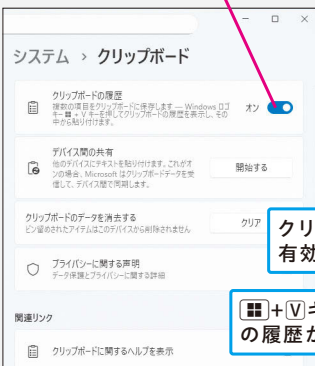 システム › クリップボード
クリップボードの履歴
複数の項目をクリップボードに保存します — Windows ロゴ
キー ⊞ + V キーを押してクリップボードの履歴を表示し、その
中から貼り付けます。
オン
デバイス間の共有
他のデバイスにテキストを貼り付けます。これがオ
ンの場合、Microsoft はクリップボードデータを受
信して、デバイス間で同期します。
開始する
クリップボードのデータを消去する
ピン留めされたアイテムはこのデバイスから削除されません
クリア
クリ
有効
プライバシーに関する声明
データ保護とプライバシーに関する詳細
⊞+Vキ
の履歴が
関連リンク
クリップボードに関するヘルプを表示